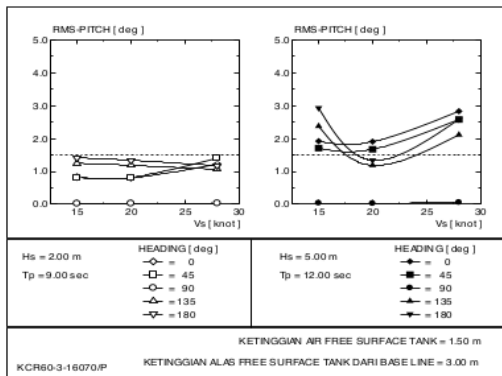 RMS-PITCH [ deg ]
5.0
4.0
3.0
2.0
1.0
0.0
15
20
25
30
Vs [ knot ]
RMS-PITCH [ deg ]
5.0
4.0
3.0
2.0
1.0
0.0
15
20
25
30
Vs [ knot ]
Hs = 2.00 m
Tp = 9.00 sec
HEADING [ deg ]
= 0
= 45
= 90
= 135
= 180
Hs = 5.00 m
Tp = 12.00 sec
HEADING [ deg ]
= 0
= 45
= 90
= 135
= 180
KETINGGIAN AIR FREE SURFACE TANK = 1.50 m
KCR60-3-16070/P KETINGGIAN ALAS FREE SURFACE TANK DARI BASE LINE = 3.00 m